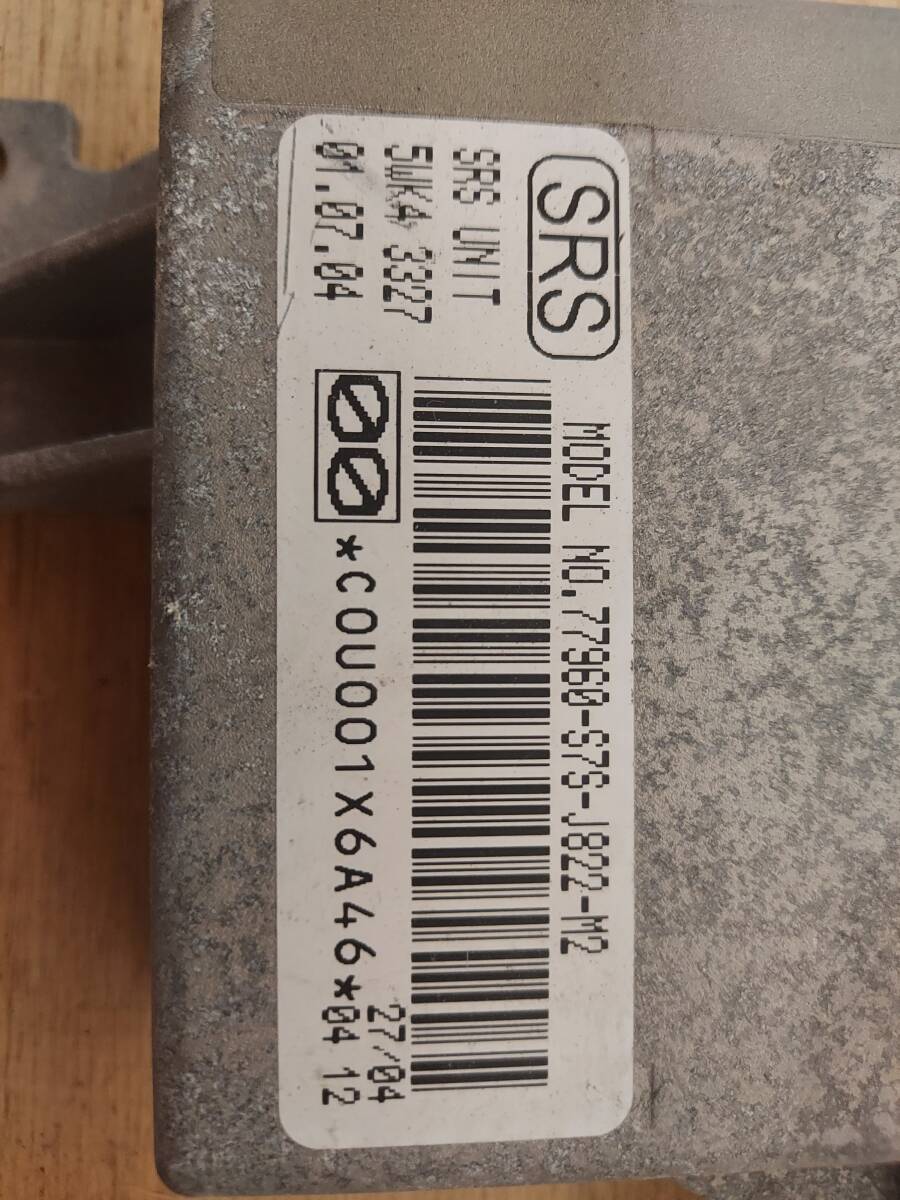 SRS
SRS UNIT
5WK4 3327
01.07.04
MODEL NO.77960-S7S-J822-M2
00
*C0U001X6A46*
27/04
04 12